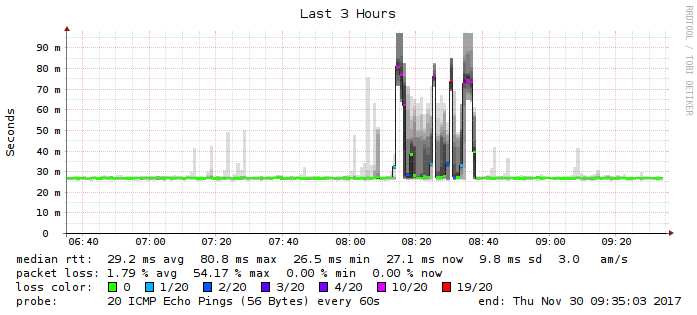 Last 3 Hours
RRDTOOL / TOBI OETIKER
Seconds
90 m
80 m
70 m
60 m
50 m
40 m
30 m
20 m
10 m
0
06:40 07:00 07:20 07:40 08:00 08:20 08:40 09:00 09:20
median rtt: 29.2 ms avg 80.8 ms max 26.5 ms min 27.1 ms now 9.8 ms sd 3.0 am/s
packet loss: 1.79 % avg 54.17 % max 0.00 % min 0.00 % now
loss color: 0 1/20 2/20 3/20 4/20 10/20 19/20
probe: 20 ICMP Echo Pings (56 Bytes) every 60s end: Thu Nov 30 09:35:03 2017